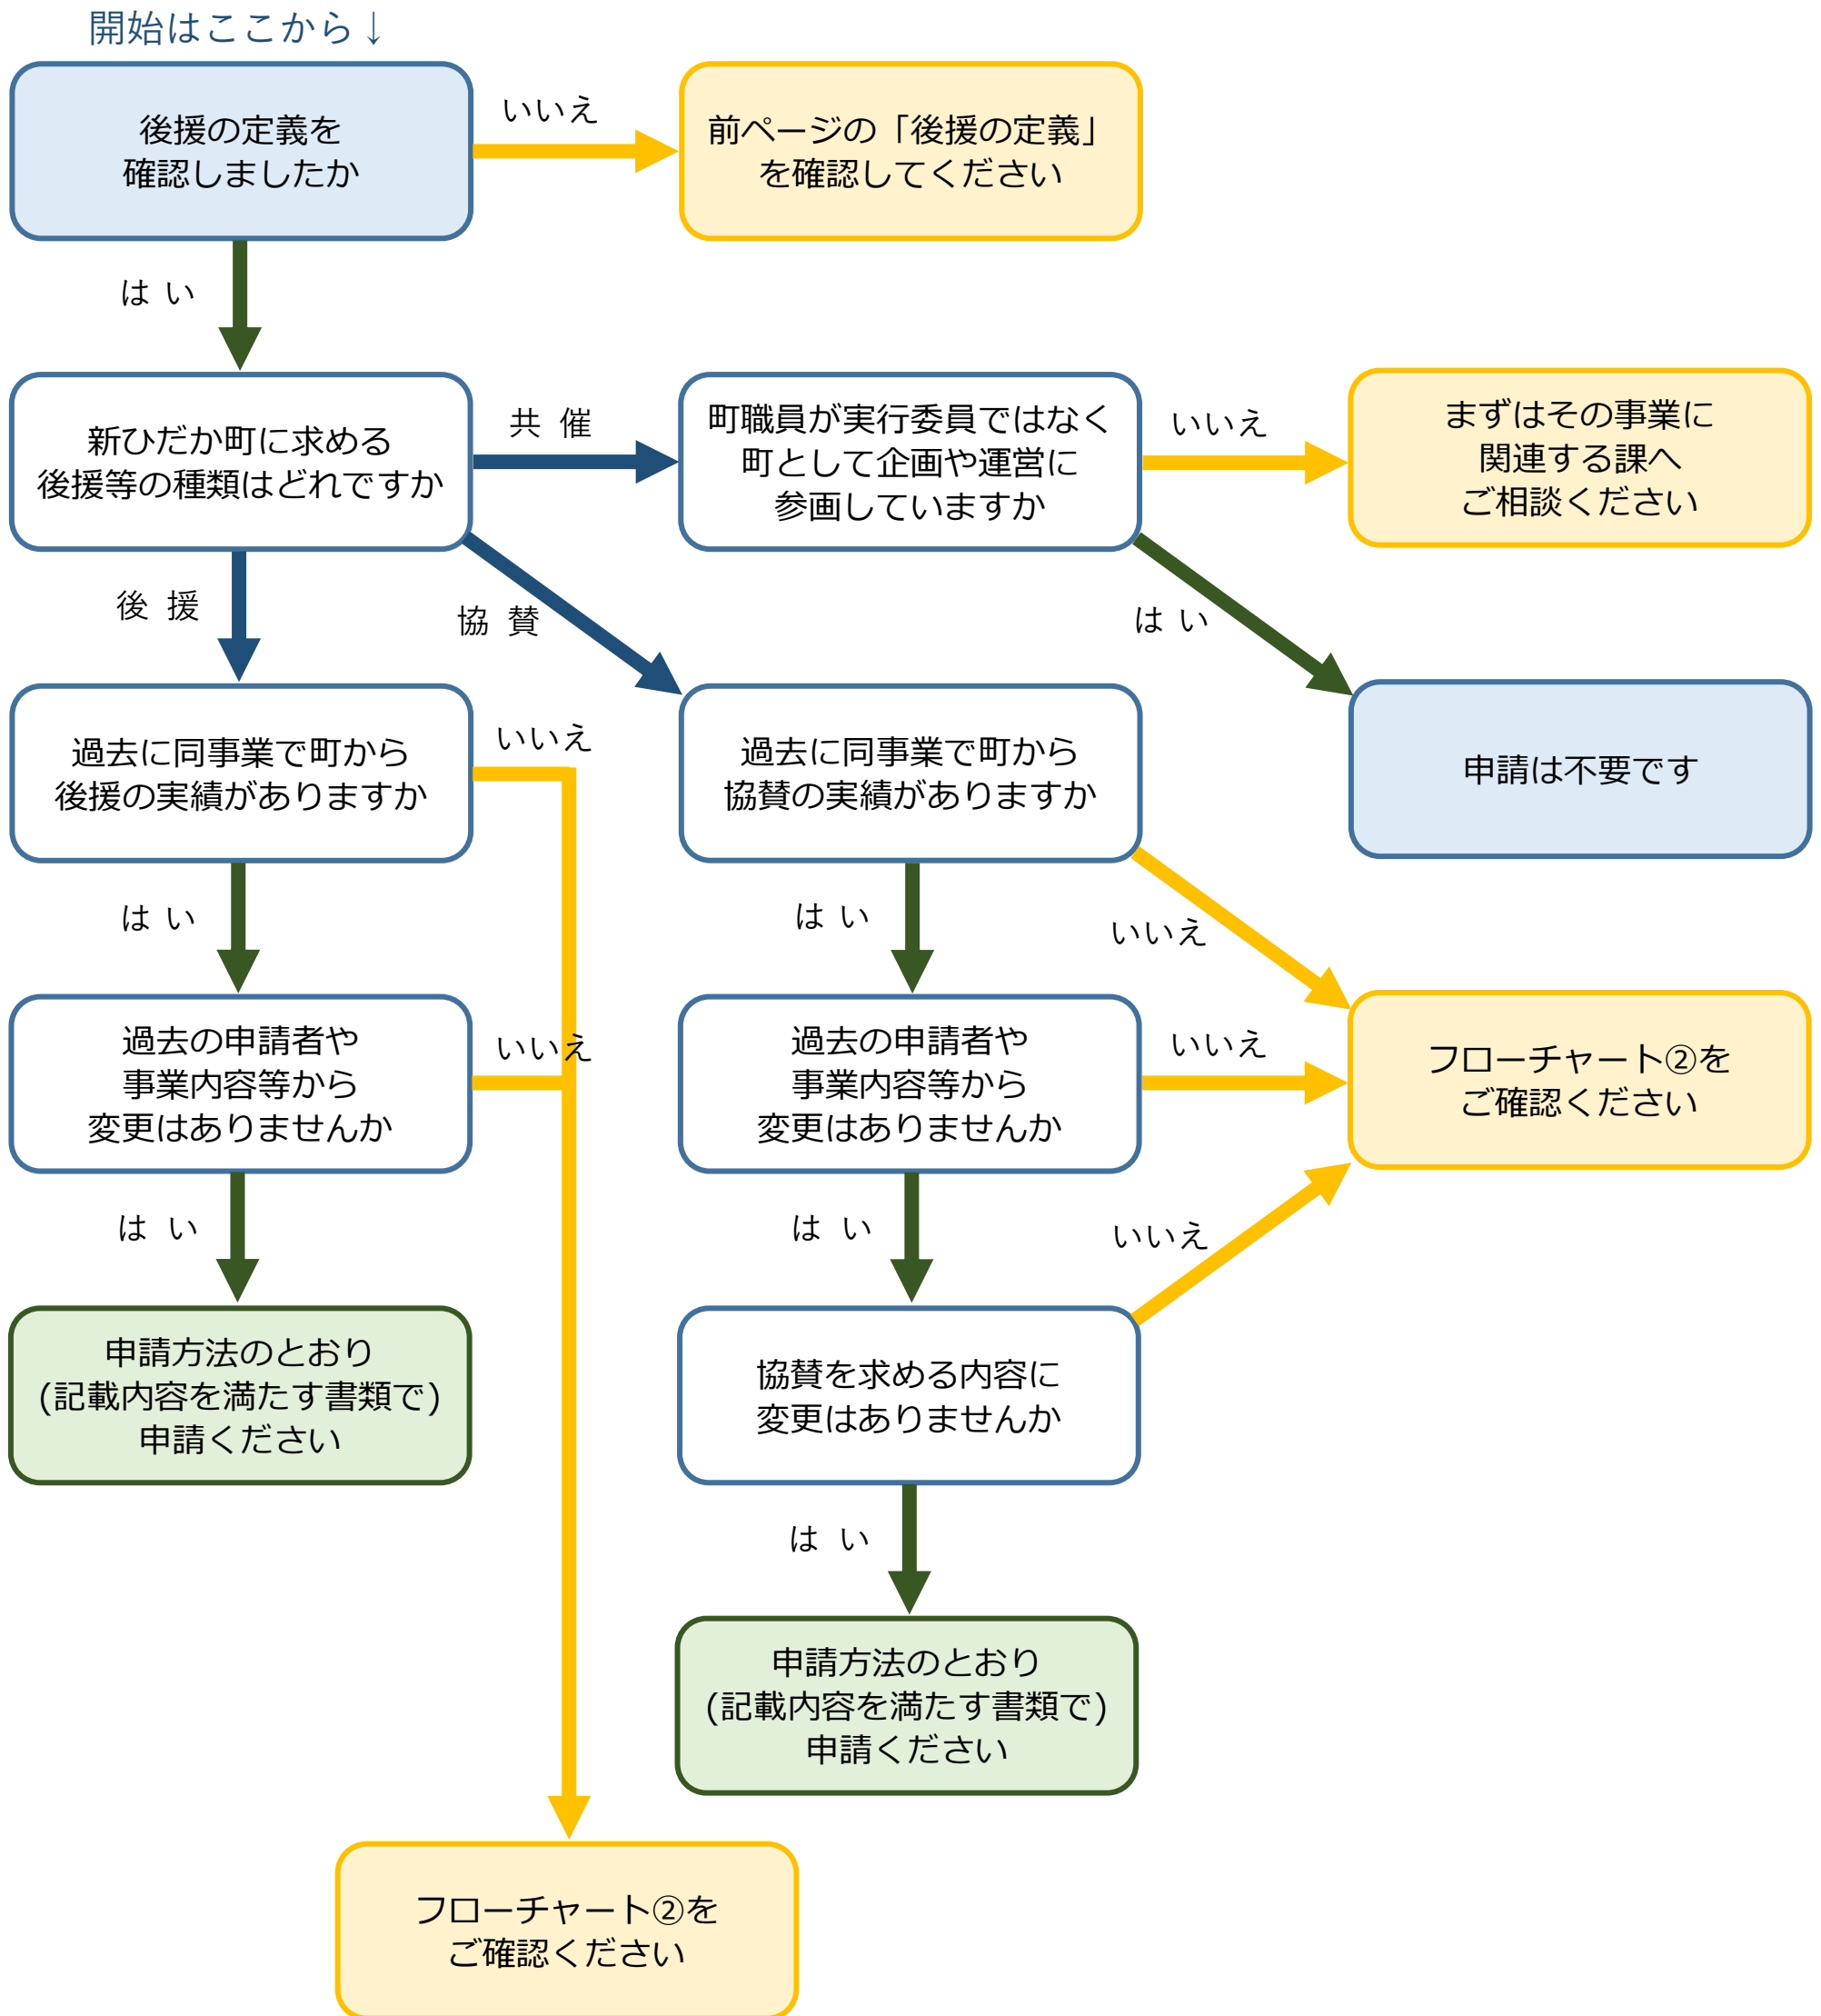 開始はここから↓
後援の定義を
確認しましたか
いいえ
前ページの「後援の定義」
を確認してください
はい
新ひだか町に求める
後援等の種類はどれですか
共催
町職員が実行委員ではなく
町として企画や運営に
参画していますか
いいえ
まずはその事業に
関連する課へ
ご相談ください
後援
協賛
はい
過去に同事業で町から
後援の実績がありますか
いいえ
過去に同事業で町から
協賛の実績がありますか
申請は不要です
はい
はい
いいえ
過去の申請者や
事業内容等から
変更はありませんか
いいえ
過去の申請者や
事業内容等から
変更はありませんか
いいえ
フローチャート②を
ご確認ください
はい
はい
いいえ
申請方法のとおり
(記載内容を満たす書類で)
申請ください
協賛を求める内容に
変更はありませんか
はい
申請方法のとおり
(記載内容を満たす書類で)
申請ください
フローチャート②を
ご確認ください